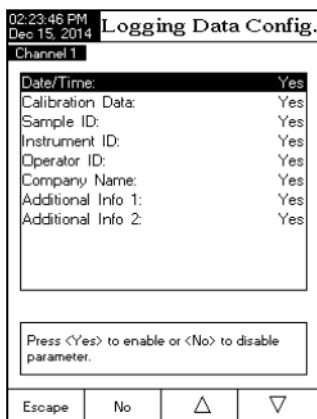 02:23:46 PM
Dec 15, 2014
Logging Data Config.
Channel 1
Date/Time: Yes
Calibration Data: Yes
Sample ID: Yes
Instrument ID: Yes
Operator ID: Yes
Company Name: Yes
Additional Info 1: Yes
Additional Info 2: Yes
Press <Yes> to enable or <No> to disable
parameter.
Escape No △ ▽